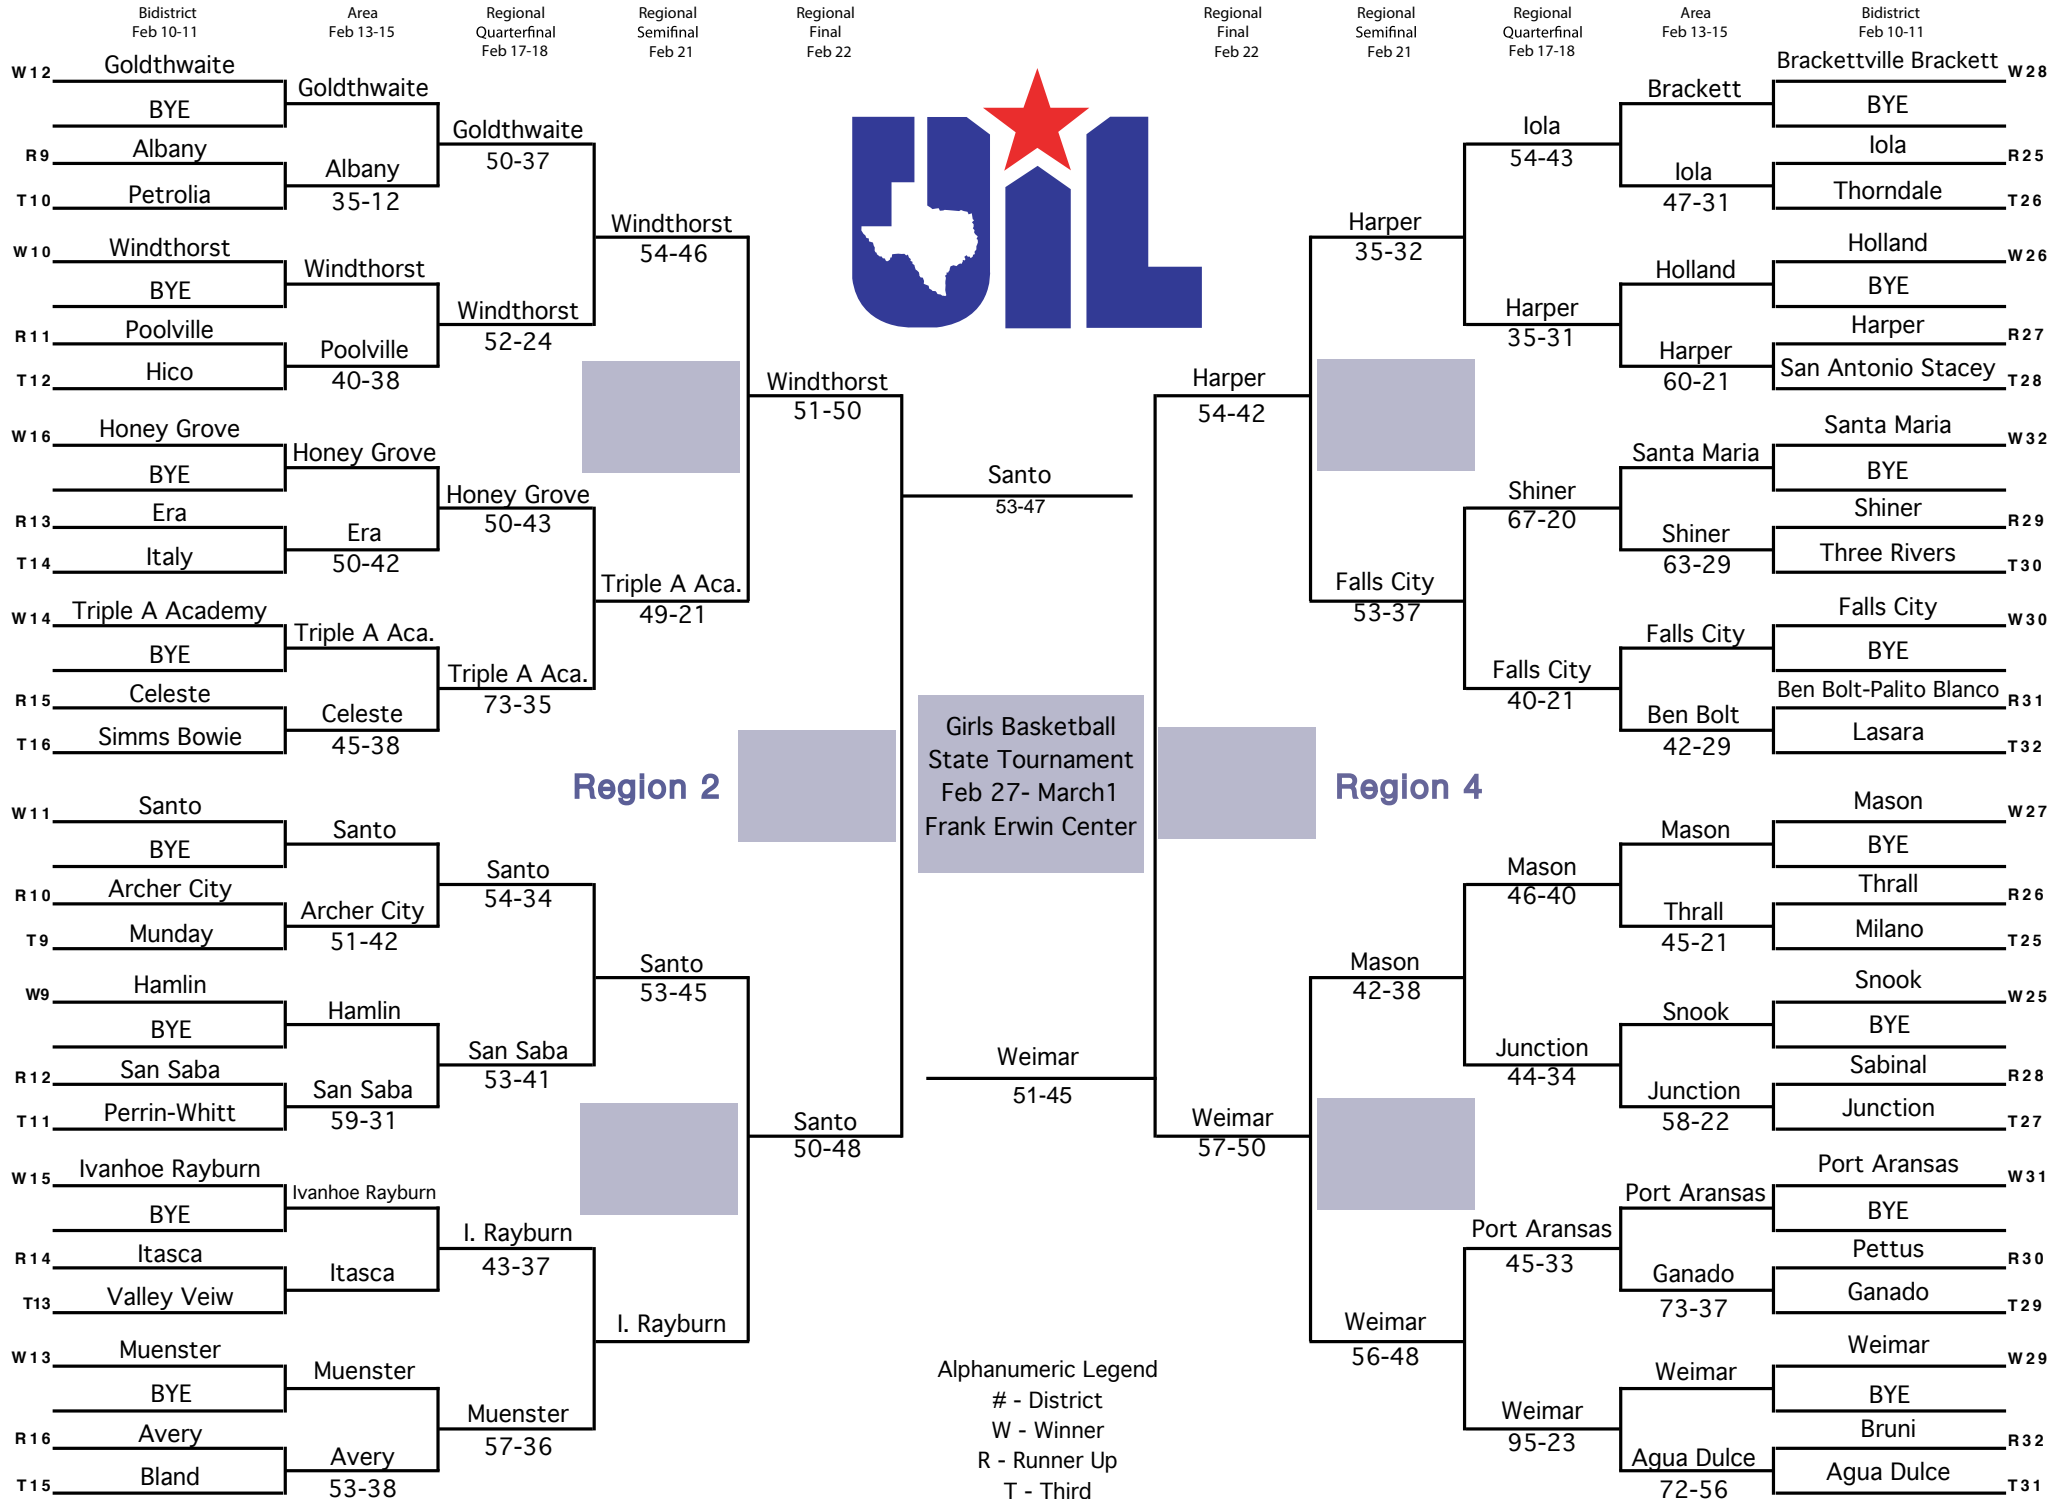 Bidistrict
Feb 10-11
Area
Feb 13-15
Regional
Quarterfinal
Feb 17-18
Regional
Semifinal
Feb 21
Regional
Final
Feb 22
Regional
Final
Feb 22
Regional
Semifinal
Feb 21
Regional
Quarterfinal
Feb 17-18
Area
Feb 13-15
Bidistrict
Feb 10-11
UIL
W12
Goldthwaite
BYE
R9
Albany
T10
Petrolia
W10
Windthorst
BYE
R11
Poolville
T12
Hico
W16
Honey Grove
BYE
R13
Era
T14
Italy
W14
Triple A Academy
BYE
R15
Celeste
T16
Simms Bowie
W11
Santo
BYE
R10
Archer City
T9
Munday
W9
Hamlin
BYE
R12
San Saba
T11
Perrin-Whitt
W15
Ivanhoe Rayburn
BYE
R14
Itasca
T13
Valley Veiw
W13
Muenster
BYE
R16
Avery
T15
Bland
Goldthwaite
Albany
35-12
Windthorst
Poolville
40-38
Honey Grove
Era
50-42
Triple A Aca.
Celeste
45-38
Santo
Archer City
51-42
Hamlin
San Saba
59-31
Ivanhoe Rayburn
Itasca
Muenster
Avery
53-38
Goldthwaite
50-37
Windthorst
52-24
Honey Grove
50-43
Triple A Aca.
73-35
Santo
54-34
San Saba
53-41
I. Rayburn
43-37
Muenster
57-36
Windthorst
54-46
Triple A Aca.
49-21
Region 2
Santo
53-45
I. Rayburn
Windthorst
51-50
Santo
50-48
Santo
53-47
Girls Basketball
State Tournament
Feb 27- March1
Frank Erwin Center
Weimar
51-45
Alphanumeric Legend
# - District
W - Winner
R - Runner Up
T - Third
Harper
54-42
Weimar
57-50
Harper
35-32
Falls City
53-37
Region 4
Mason
42-38
Weimar
56-48
Iola
54-43
Harper
35-31
Shiner
67-20
Falls City
40-21
Mason
46-40
Junction
44-34
Port Aransas
45-33
Weimar
95-23
Brackett
Iola
47-31
Holland
Harper
60-21
Santa Maria
Shiner
63-29
Falls City
Ben Bolt
42-29
Mason
Thrall
45-21
Snook
Junction
58-22
Port Aransas
Ganado
73-37
Weimar
Agua Dulce
72-56
Brackettville Brackett
W28
BYE
Iola
R25
Thorndale
T26
Holland
W26
BYE
Harper
R27
San Antonio Stacey
T28
Santa Maria
W32
BYE
Shiner
R29
Three Rivers
T30
Falls City
W30
BYE
Ben Bolt-Palito Blanco
R31
Lasara
T32
Mason
W27
BYE
Thrall
R26
Milano
T25
Snook
W25
BYE
Sabinal
R28
Junction
T27
Port Aransas
W31
BYE
Pettus
R30
Ganado
T29
Weimar
W29
BYE
Bruni
R32
Agua Dulce
T31